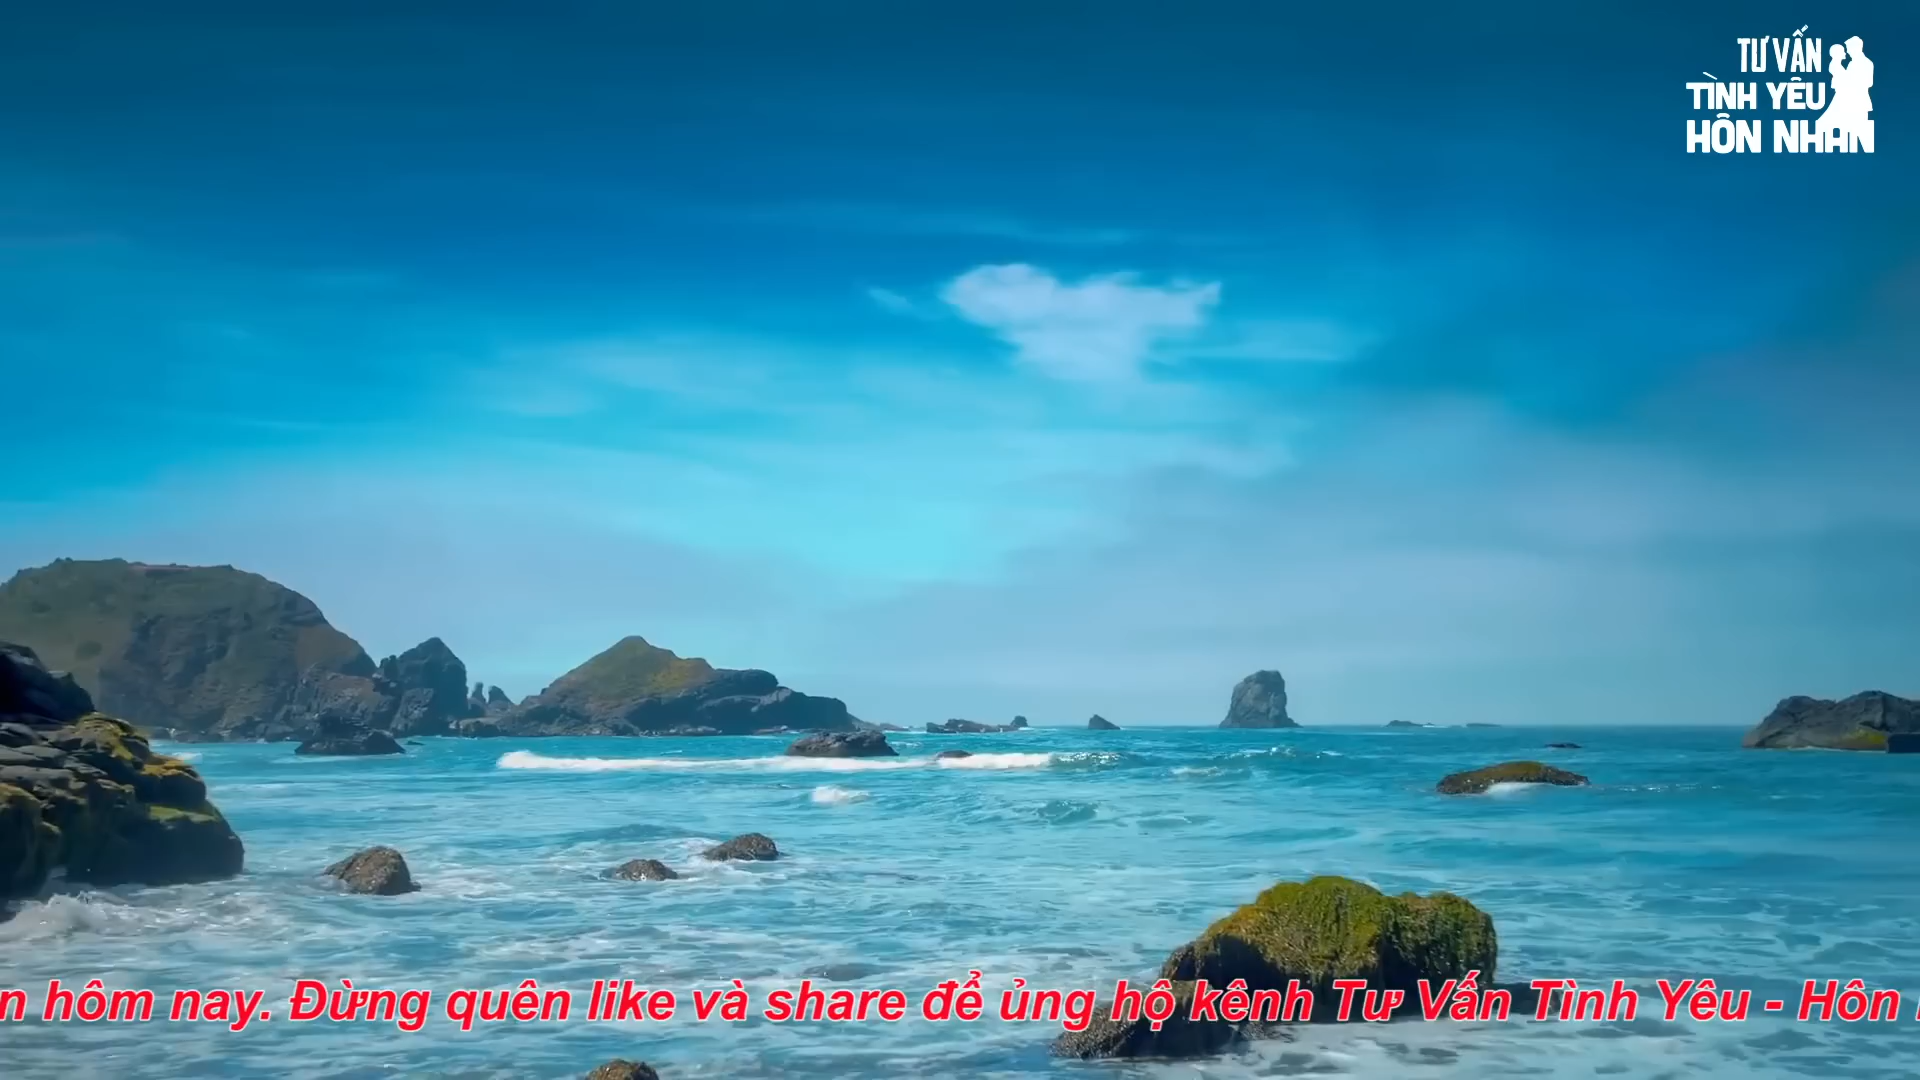 TƯ VẤN
TÌNH YÊU
HÔN NHÂN
hôm nay. Đừng quên like và share để ủng hộ kênh Tư Vấn Tình Yêu - Hôn